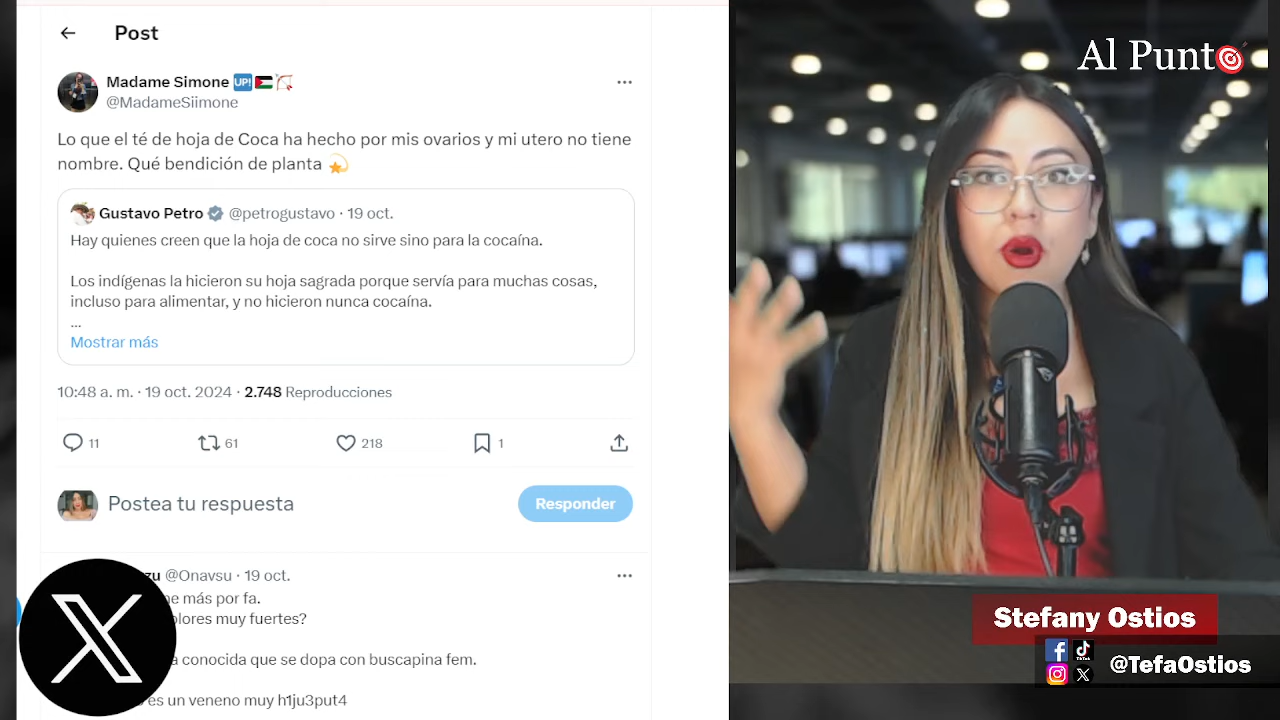 Post
Madame Simone UP!
@MadameSiimone
Lo que el té de hoja de Coca ha hecho por mis ovarios y mi utero no tiene
nombre. Qué bendición de planta
Gustavo Petro @petrogustavo · 19 oct.
Hay quienes creen que la hoja de coca no sirve sino para la cocaína.
Los indígenas la hicieron su hoja sagrada porque servía para muchas cosas,
incluso para alimentar, y no hicieron nunca cocaína.
...
Mostrar más
10:48 a. m. · 19 oct. 2024 · 2.748 Reproducciones
11 61 218 1
Postea tu respuesta
Responder
@Onavsu · 19 oct.
más por fa.
muy fuertes?
conocida que se dopa con buscapina fem.
es un veneno muy h1ju3put4
Al Punto
Stefany Ostios
@TefaOstios